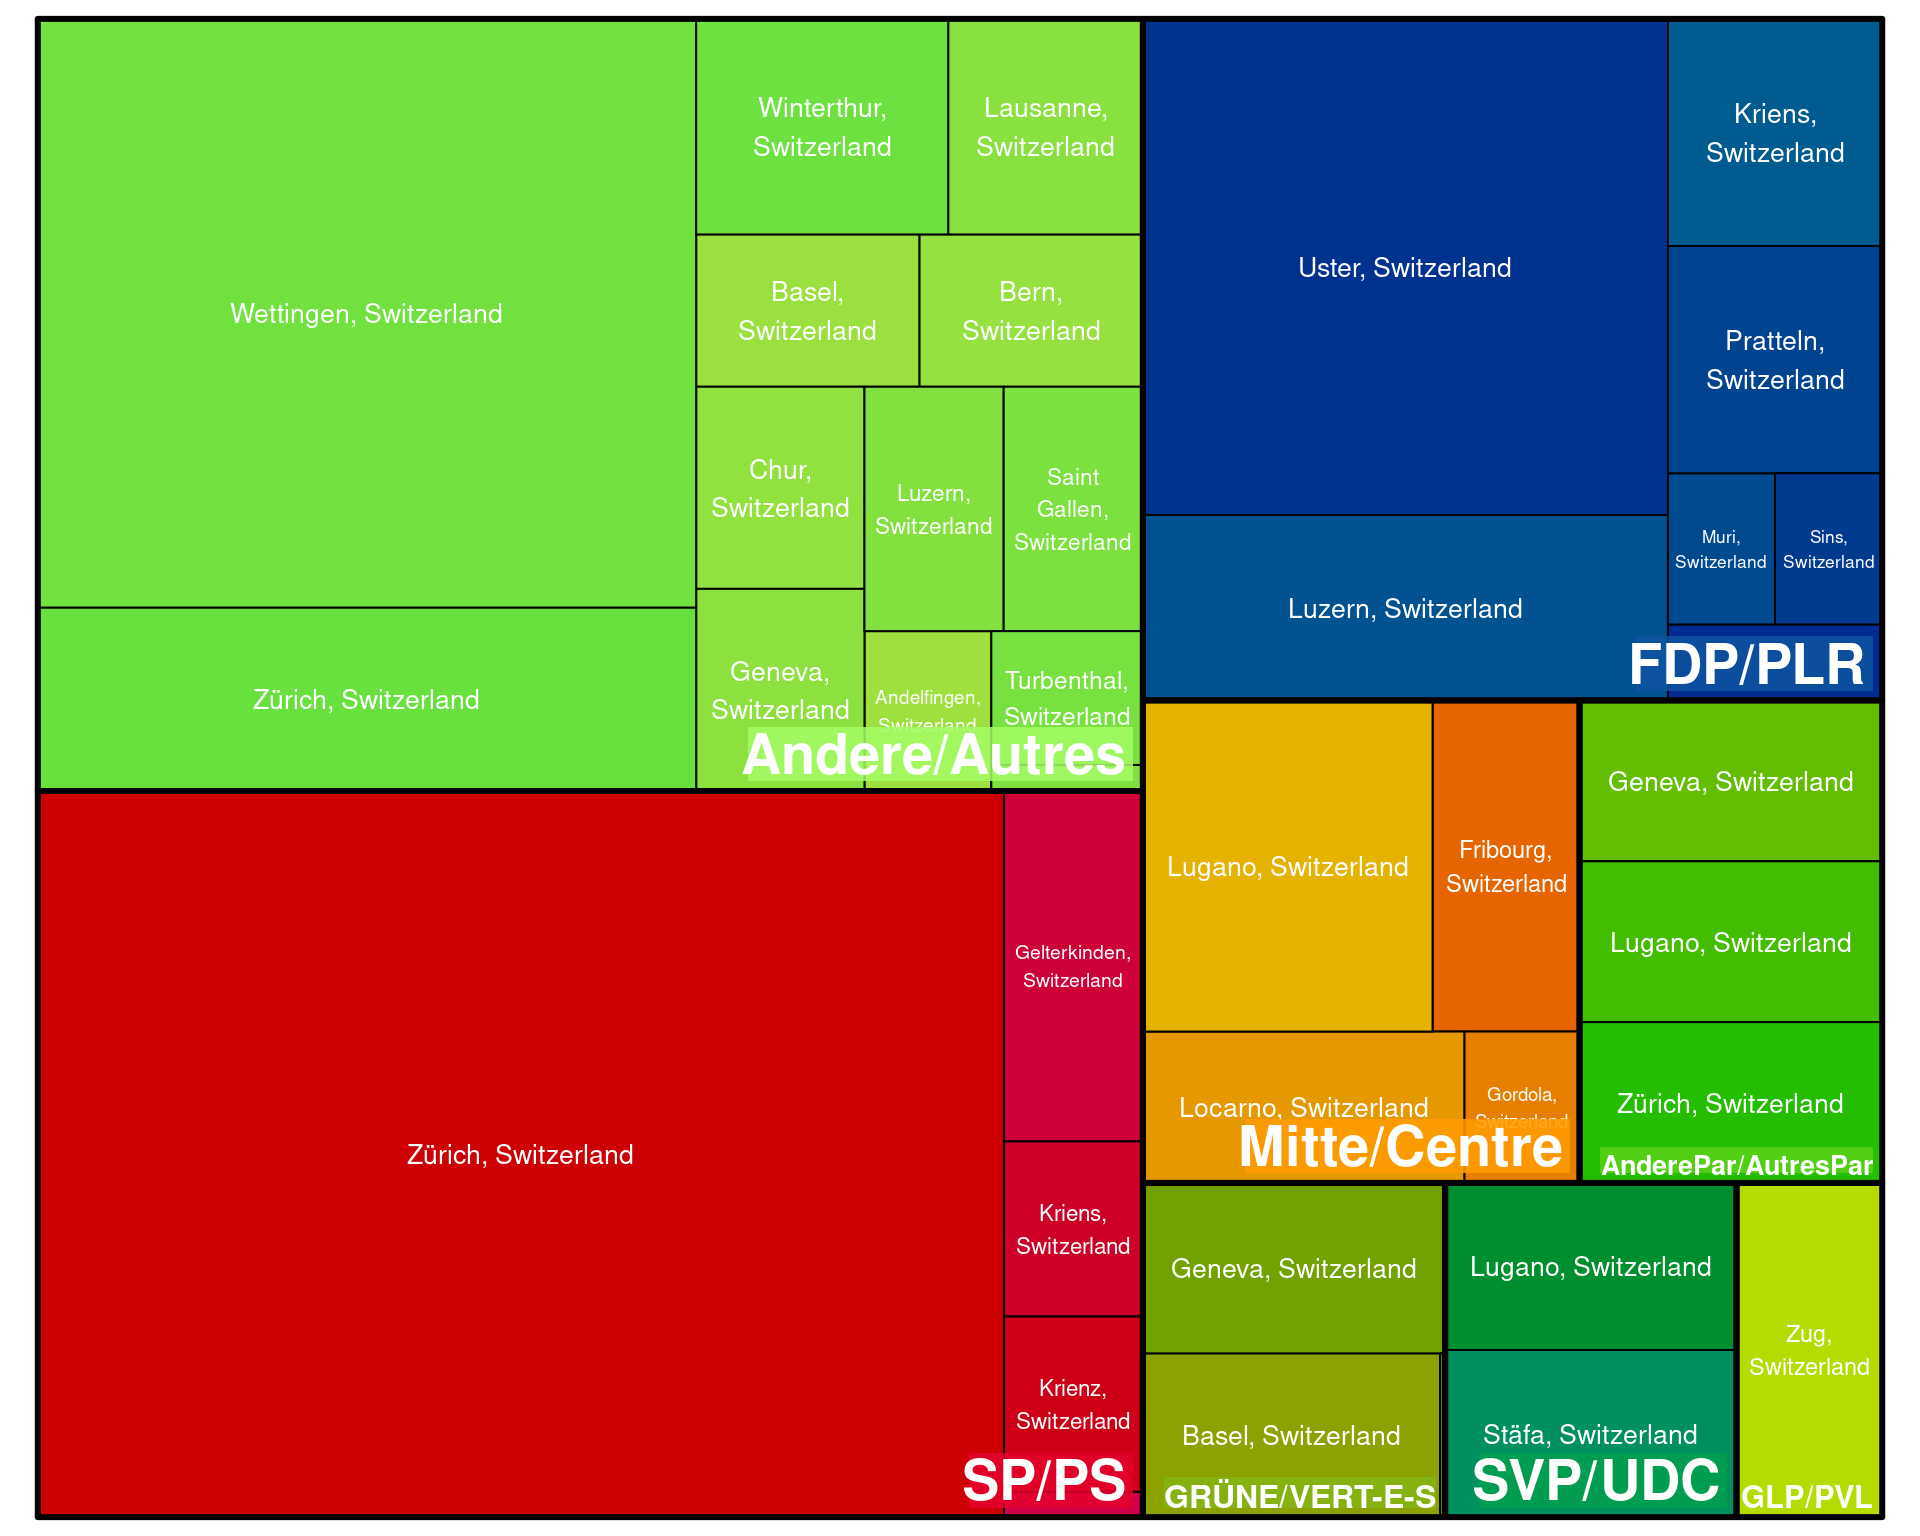 Wettingen, Switzerland
Zürich, Switzerland
Winterthur,
Switzerland
Lausanne,
Switzerland
Basel,
Switzerland
Bern,
Switzerland
Chur,
Switzerland
Luzern,
Switzerland
Saint
Gallen,
Switzerland
Geneva,
Switzerland
Andelfingen,
Switzerland
Turbenthal,
Switzerland
Andere/Autres
Uster, Switzerland
Kriens,
Switzerland
Pratteln,
Switzerland
Muri,
Switzerland
Sins,
Switzerland
Luzern, Switzerland
FDP/PLR
Zürich, Switzerland
Gelterkinden,
Switzerland
Kriens,
Switzerland
Krienz,
Switzerland
SP/PS
Lugano, Switzerland
Fribourg,
Switzerland
Locarno, Switzerland
Gordola,
Switzerland
Mitte/Centre
Geneva, Switzerland
Lugano, Switzerland
Zürich, Switzerland
AnderePar/AutresPar
Geneva, Switzerland
Basel, Switzerland
GRÜNE/VERT-E-S
Lugano, Switzerland
Stäfa, Switzerland
SVP/UDC
Zug,
Switzerland
GLP/PVL